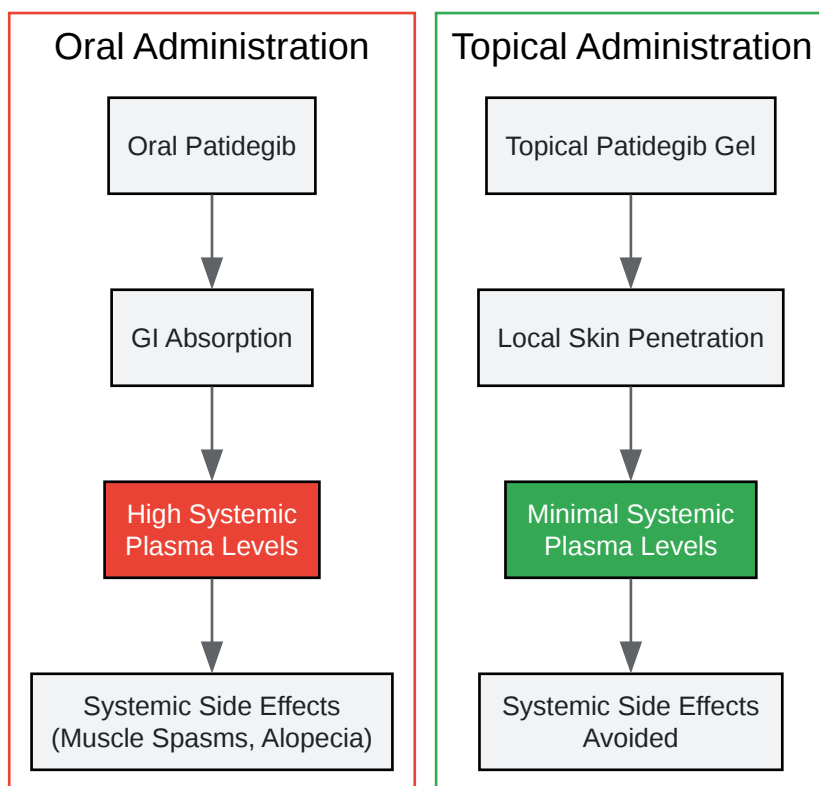 Oral Administration
Oral Patidegib
GI Absorption
High Systemic
Plasma Levels
Systemic Side Effects
(Muscle Spasms, Alopecia)
Topical Administration
Topical Patidegib Gel
Local Skin Penetration
Minimal Systemic
Plasma Levels
Systemic Side Effects
Avoided